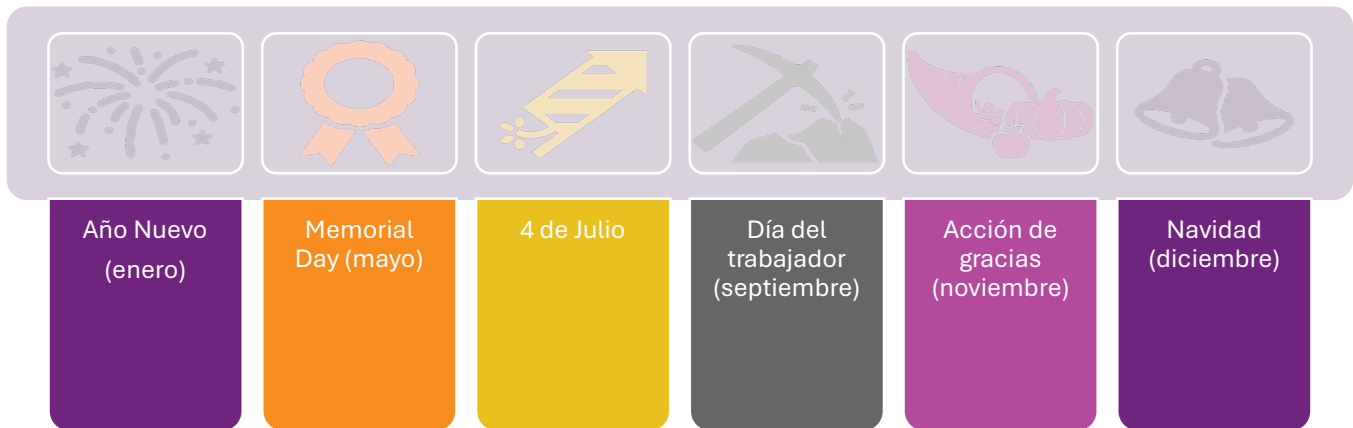 Año Nuevo
(enero)
Memorial
Day (mayo)
4 de Julio
Día del
trabajador
(septiembre)
Acción de
gracias
(noviembre)
Navidad
(diciembre)